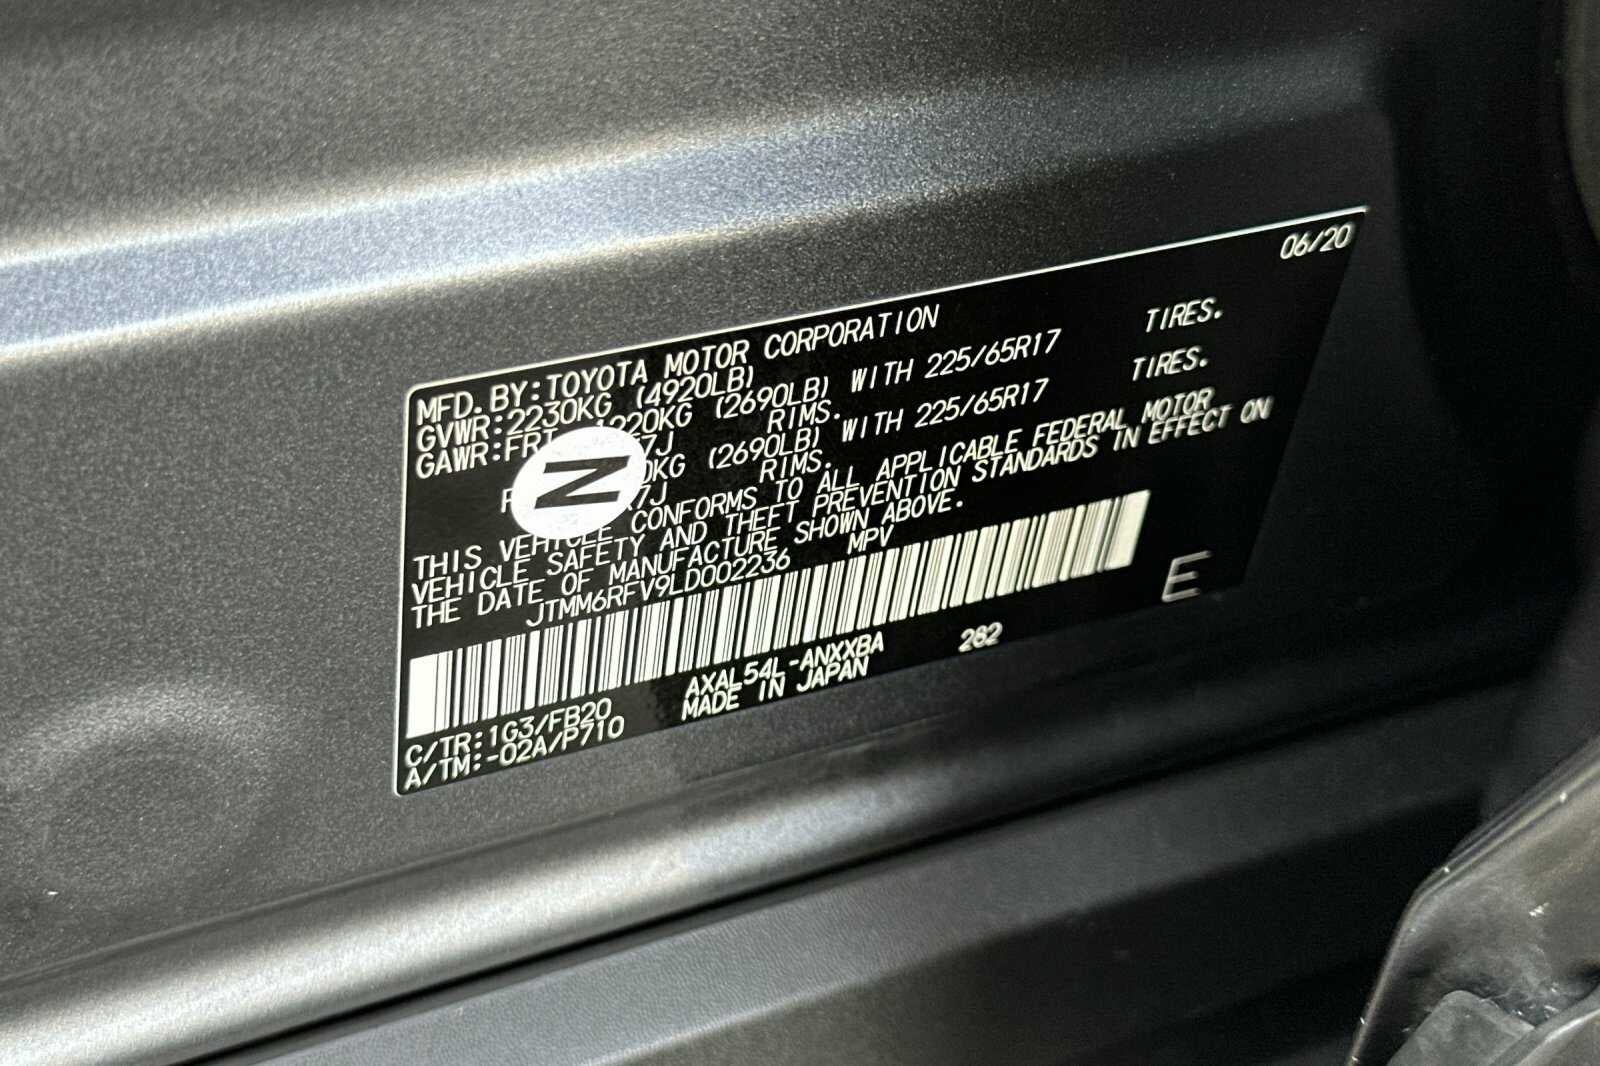 06/20
MFD. BY: TOYOTA MOTOR CORPORATION
GVWR: 2230KG (4920LB)
GAWR: FRT 1220KG (2690LB) WITH 225/65R17 TIRES.
7J RIMS.
0KG (2690LB) WITH 225/65R17 TIRES.
7J RIMS.
THIS VEHICLE CONFORMS TO ALL APPLICABLE FEDERAL MOTOR
VEHICLE SAFETY AND THEFT PREVENTION STANDARDS IN EFFECT ON
THE DATE OF MANUFACTURE SHOWN ABOVE.
JTMM6RFV9LD002236 MPV
E
C/TR: 1G3/FB20 AXAL54L-ANXXBA 282
A/TM: -02A/P710 MADE IN JAPAN
N